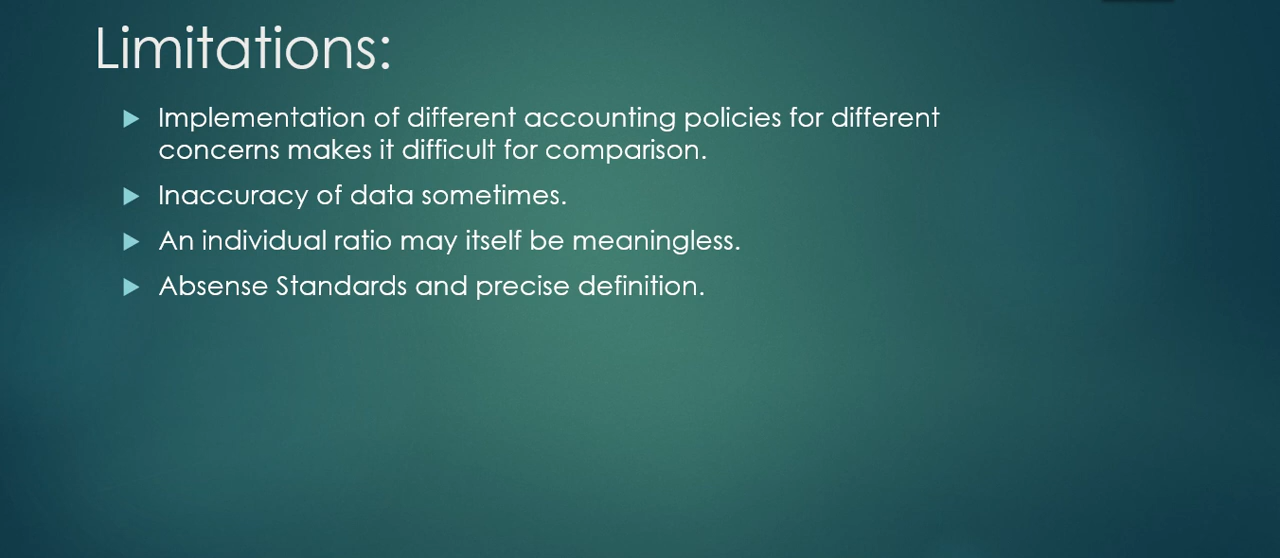 Limitations:
Implementation of different accounting policies for different
concerns makes it difficult for comparison.
Inaccuracy of data sometimes.
An individual ratio may itself be meaningless.
Absense Standards and precise definition.